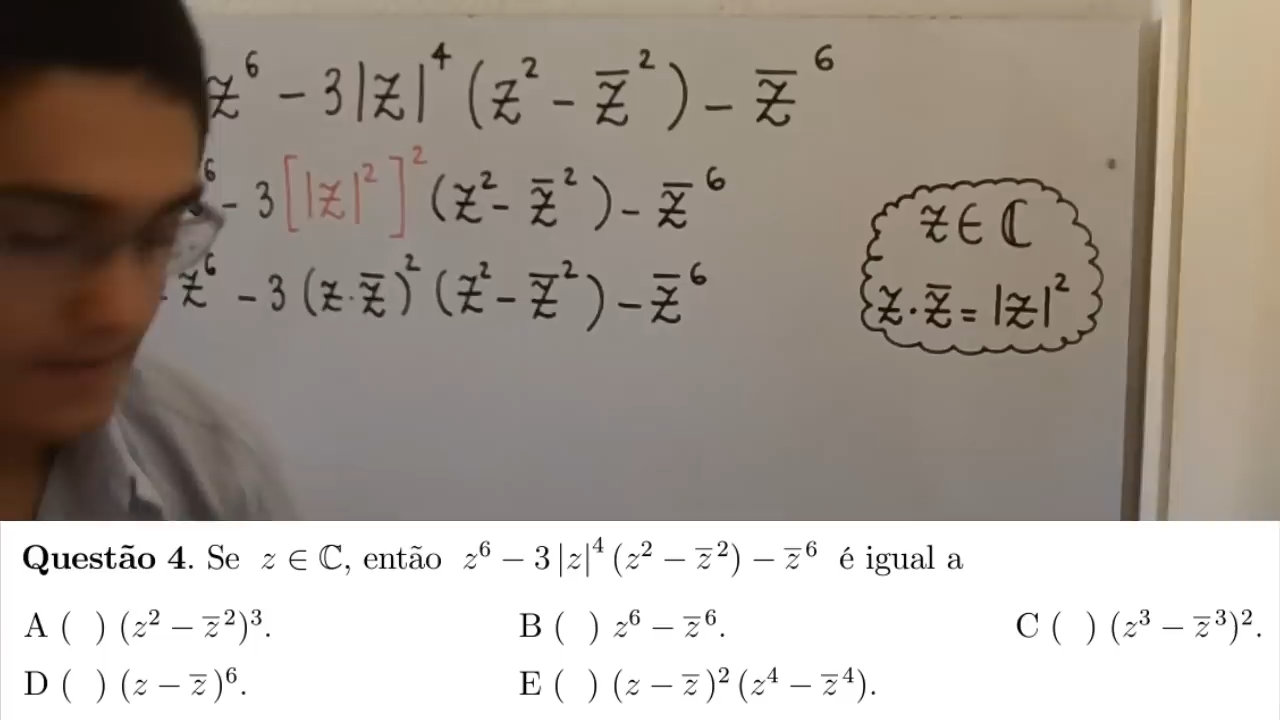 z⁶ - 3|z|⁴ (z² - z̄²) - z̄⁶
⁶ - 3 [|z|²]² (z² - z̄²) - z̄⁶
z⁶ - 3 (z·z̄)² (z² - z̄²) - z̄⁶
z ∈ ℂ
z·z̄ = |z|²
Questão 4. Se z ∈ ℂ, então z⁶ − 3 |z|⁴ (z² − z̄²) − z̄⁶ é igual a
A ( ) (z² − z̄²)³. B ( ) z⁶ − z̄⁶. C ( ) (z³ − z̄³)².
D ( ) (z − z̄)⁶. E ( ) (z − z̄)² (z⁴ − z̄⁴).